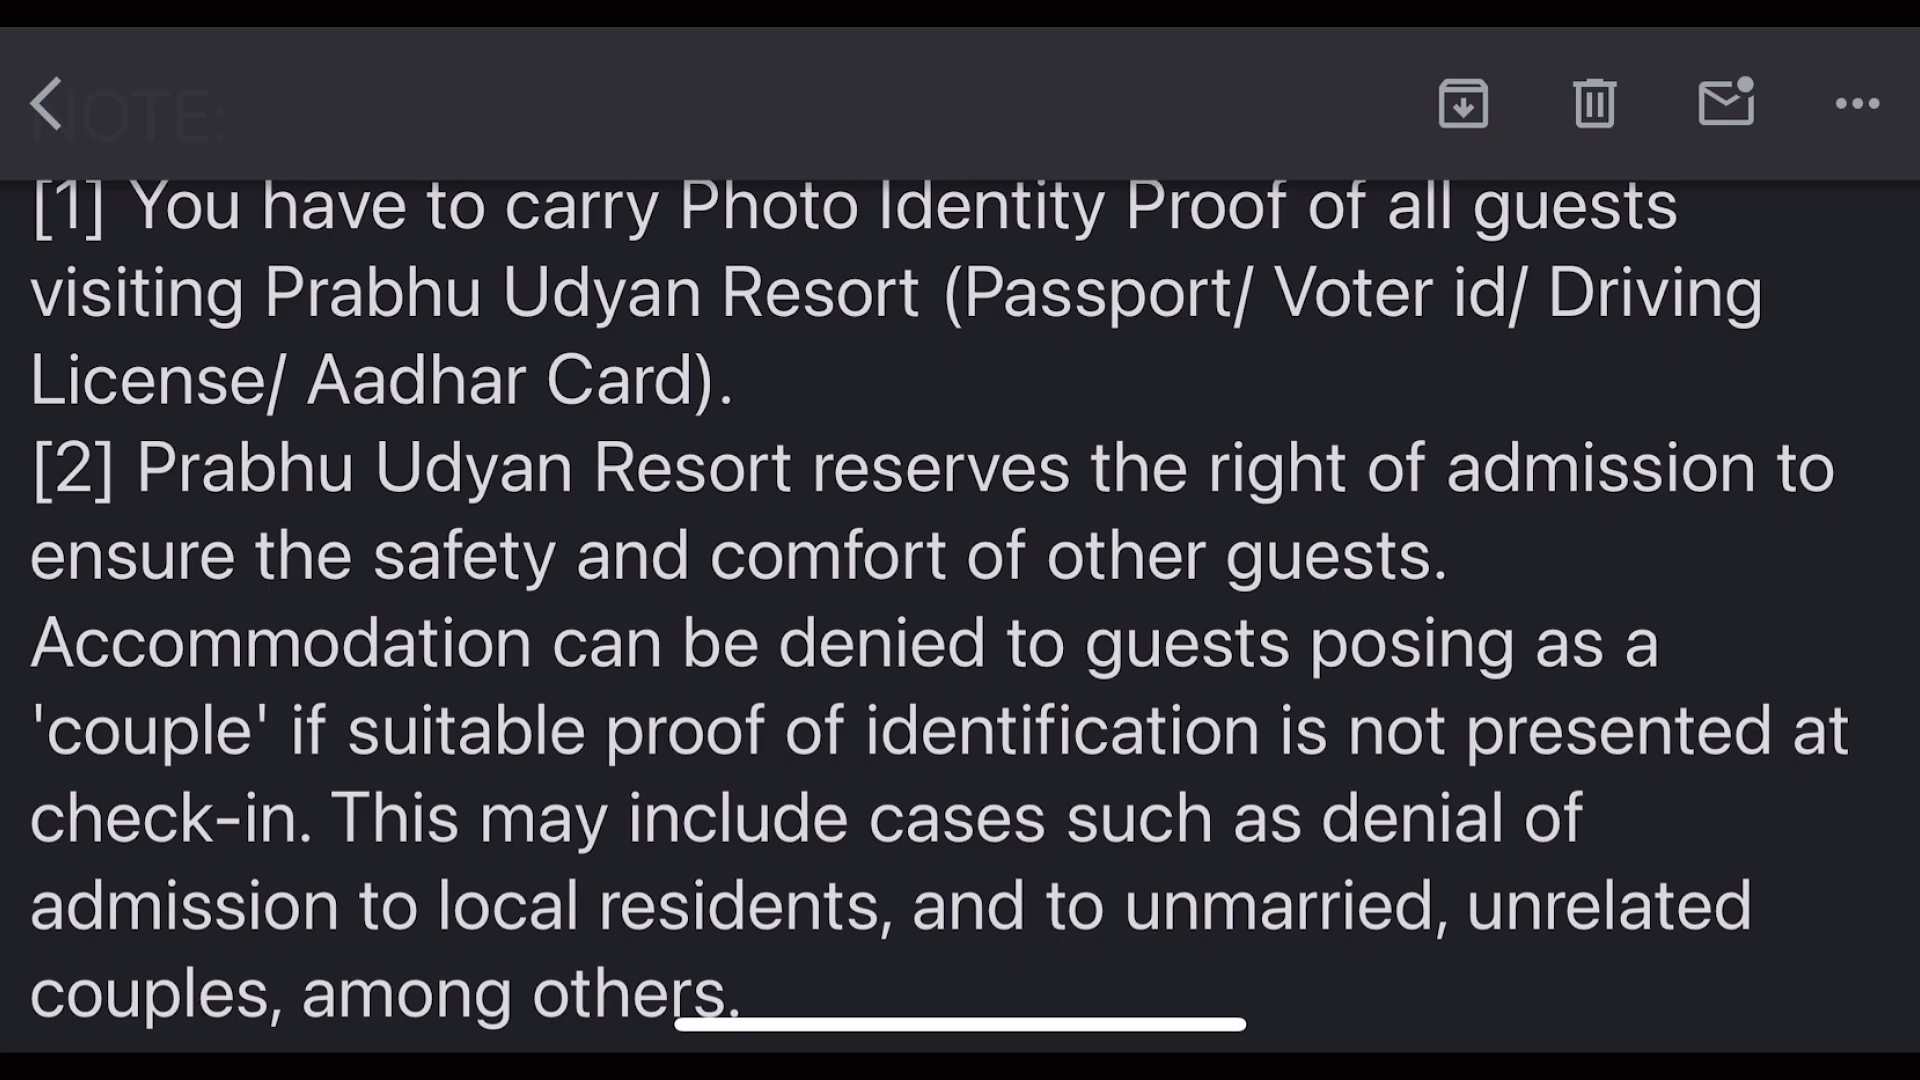 NOTE:
[1] You have to carry Photo Identity Proof of all guests
visiting Prabhu Udyan Resort (Passport/ Voter id/ Driving
License/ Aadhar Card).
[2] Prabhu Udyan Resort reserves the right of admission to
ensure the safety and comfort of other guests.
Accommodation can be denied to guests posing as a
'couple' if suitable proof of identification is not presented at
check-in. This may include cases such as denial of
admission to local residents, and to unmarried, unrelated
couples, among others.